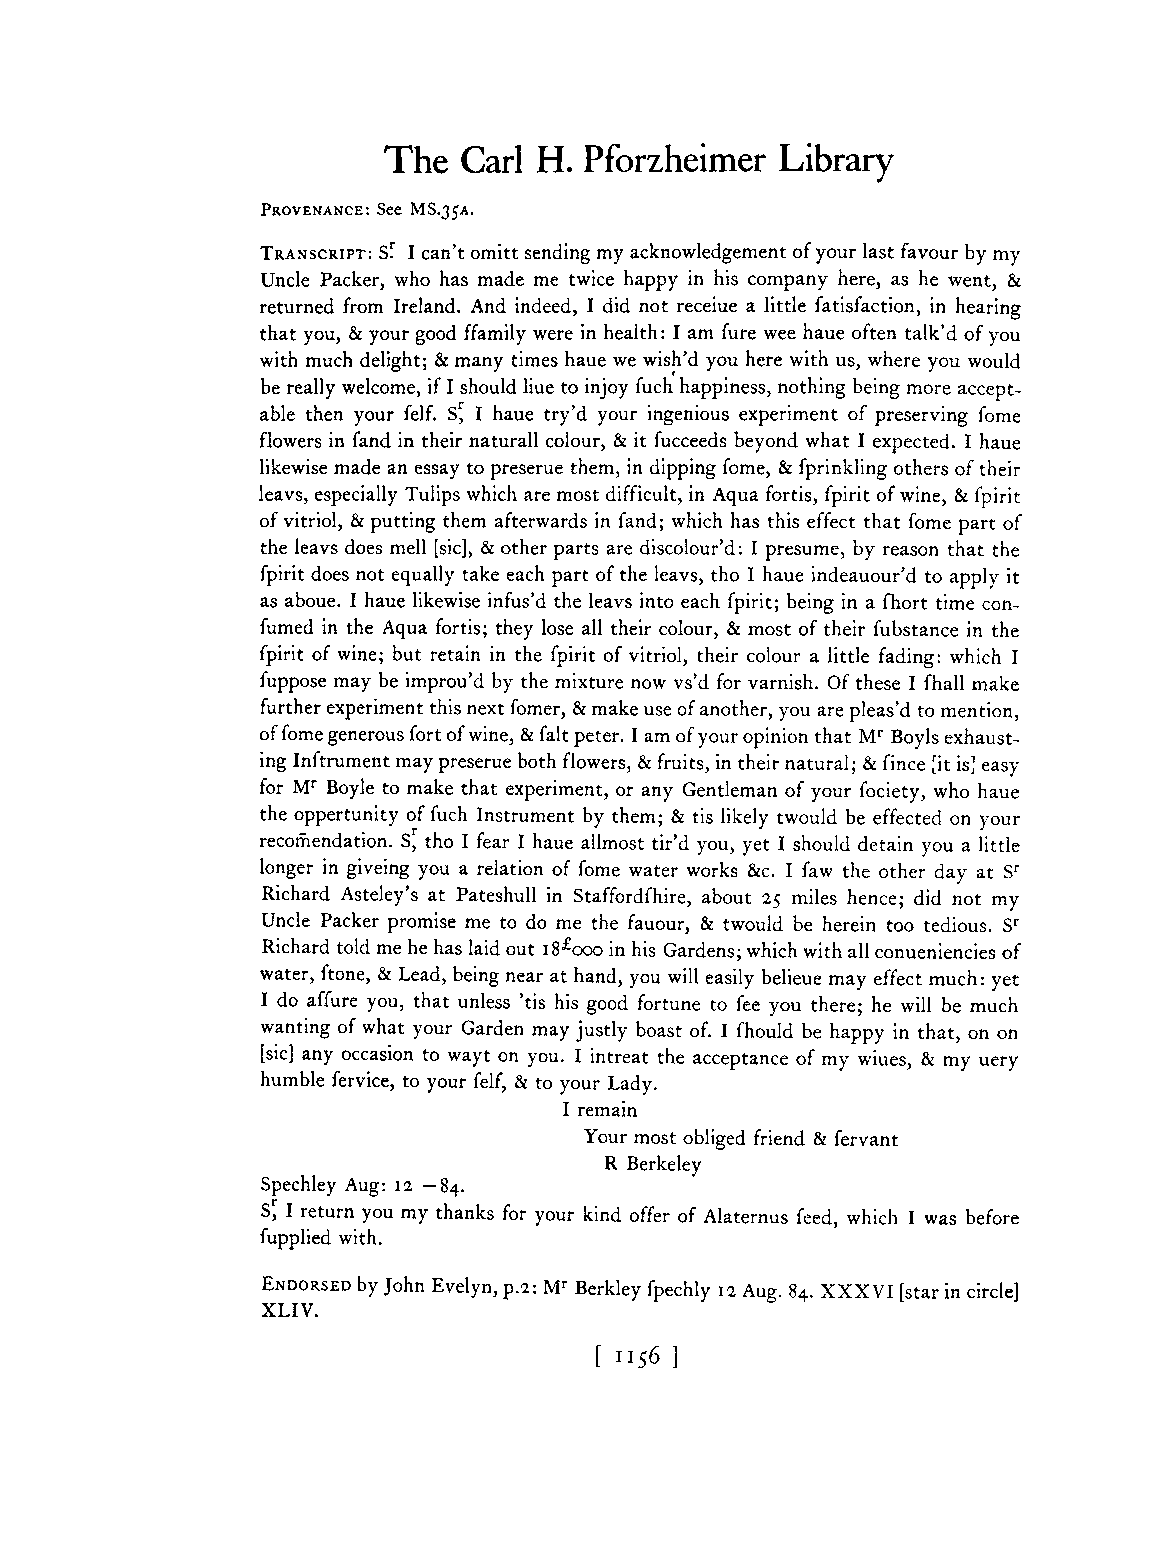 The Carl H. Pforzheimer Library
PROVENANCE: See MS.35A.
TRANSCRIPT: Sʳ. I can't omitt sending my acknowledgement of your last favour by my
Uncle Packer, who has made me twice happy in his company here, as he went, &
returned from Ireland. And indeed, I did not receiue a little ſatisfaction, in hearing
that you, & your good ffamily were in health: I am ſure wee haue often talk'd of you
with much delight; & many times haue we wish'd you here with us, where you would
be really welcome, if I should liue to injoy ſuch happiness, nothing being more accept-
able then your ſelf. Sʳ, I haue try'd your ingenious experiment of preserving ſome
flowers in ſand in their naturall colour, & it ſucceeds beyond what I expected. I haue
likewise made an essay to preserue them, in dipping ſome, & ſprinkling others of their
leavs, especially Tulips which are most difficult, in Aqua fortis, ſpirit of wine, & ſpirit
of vitriol, & putting them afterwards in ſand; which has this effect that ſome part of
the leavs does mell [sic], & other parts are discolour'd: I presume, by reason that the
ſpirit does not equally take each part of the leavs, tho I haue indeauour'd to apply it
as aboue. I haue likewise infus'd the leavs into each ſpirit; being in a ſhort time con-
ſumed in the Aqua fortis; they lose all their colour, & most of their ſubstance in the
ſpirit of wine; but retain in the ſpirit of vitriol, their colour a little fading: which I
ſuppose may be improu'd by the mixture now vs'd for varnish. Of these I ſhall make
further experiment this next ſomer, & make use of another, you are pleas'd to mention,
of ſome generous ſort of wine, & ſalt peter. I am of your opinion that Mʳ Boyls exhaust-
ing Inſtrument may preserue both flowers, & fruits, in their natural; & ſince [it is] easy
for Mʳ Boyle to make that experiment, or any Gentleman of your ſociety, who haue
the oppertunity of ſuch Instrument by them; & tis likely twould be effected on your
recom̄endation. Sʳ, tho I fear I haue allmost tir'd you, yet I should detain you a little
longer in giveing you a relation of ſome water works &c. I ſaw the other day at Sʳ
Richard Asteley's at Pateshull in Staffordſhire, about 25 miles hence; did not my
Uncle Packer promise me to do me the fauour, & twould be herein too tedious. Sʳ
Richard told me he has laid out 18£000 in his Gardens; which with all conueniencies of
water, ſtone, & Lead, being near at hand, you will easily belieue may effect much: yet
I do aſſure you, that unless 'tis his good fortune to ſee you there; he will be much
wanting of what your Garden may justly boast of. I ſhould be happy in that, on on
[sic] any occasion to wayt on you. I intreat the acceptance of my wiues, & my uery
humble ſervice, to your ſelf, & to your Lady.
I remain
Your most obliged friend & ſervant
R Berkeley
Spechley Aug: 12 —84.
Sʳ, I return you my thanks for your kind offer of Alaternus ſeed, which I was before
ſupplied with.
ENDORSED by John Evelyn, p.2: Mʳ Berkley ſpechly 12 Aug. 84. XXXVI [star in circle]
XLIV.
[ 1156 ]